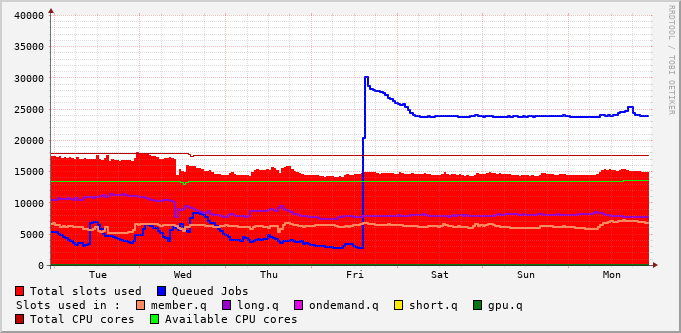 RRDTOOL / TOBI OETIKER
40000
35000
30000
25000
20000
15000
10000
5000
0
Tue Wed Thu Fri Sat Sun Mon
Total slots used Queued Jobs
Slots used in : member.q long.q ondemand.q short.q gpu.q
Total CPU cores Available CPU cores